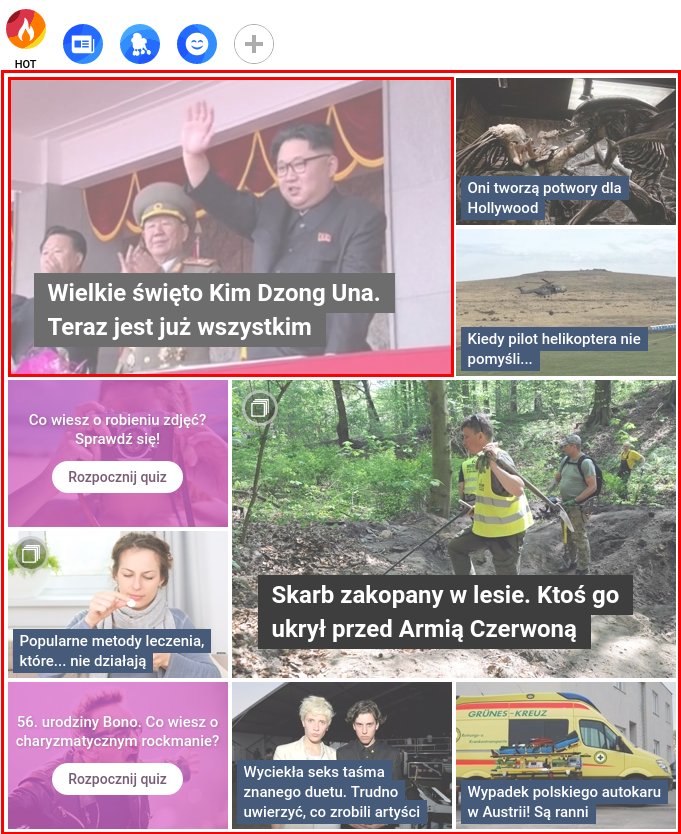 HOT
Wielkie święto Kim Dzong Una.
Teraz jest już wszystkim
Oni tworzą potwory dla
Hollywood
Kiedy pilot helikoptera nie
pomyśli...
Co wiesz o robieniu zdjęć?
Sprawdź się!
Rozpocznij quiz
Skarb zakopany w lesie. Ktoś go
ukrył przed Armią Czerwoną
Popularne metody leczenia,
które... nie działają
56. urodziny Bono. Co wiesz o
charyzmatycznym rockmanie?
Rozpocznij quiz
Wyciekła seks taśma
znanego duetu. Trudno
uwierzyć, co zrobili artyści
GRÜNES-KREUZ
Wypadek polskiego autokaru
w Austrii! Są ranni